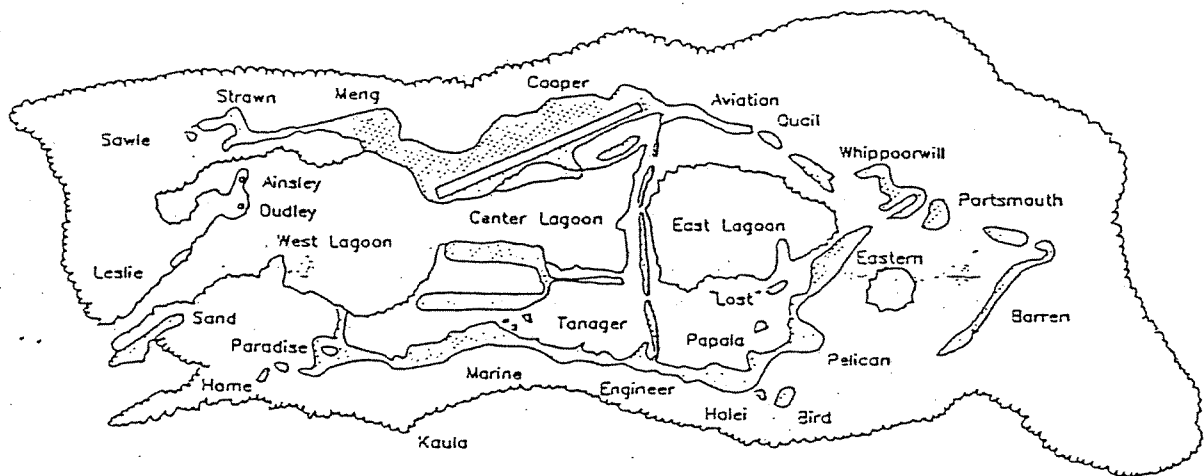 Cooper
Strawn
Meng
Aviation
Sawle
Quail
Whippoorwill
Ainsley
Portsmouth
Dudley
Center Lagoon
East Lagoon
West Lagoon
Eastern
Leslie
Lost
Sand
Tanager
Barren
Papala
Paradise
Pelican
Marine
Home
Engineer
Halei
Bird
Kaula